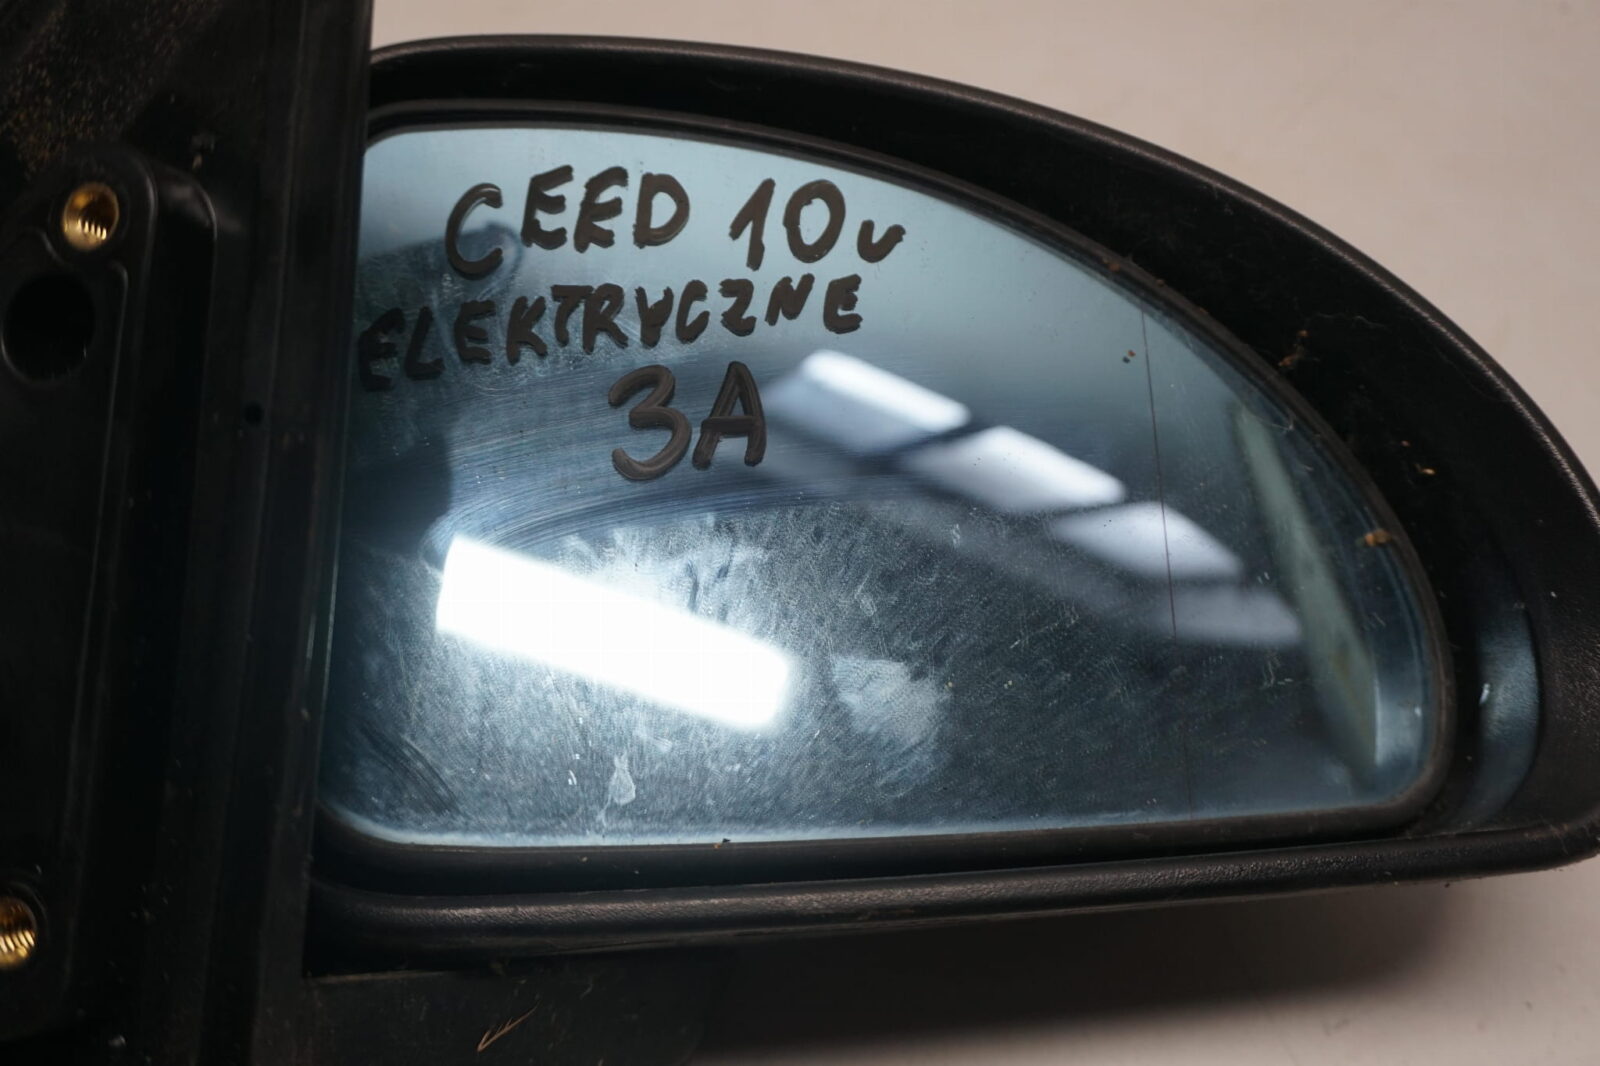 CEED 10v
ELEKTRYCZNE
3A